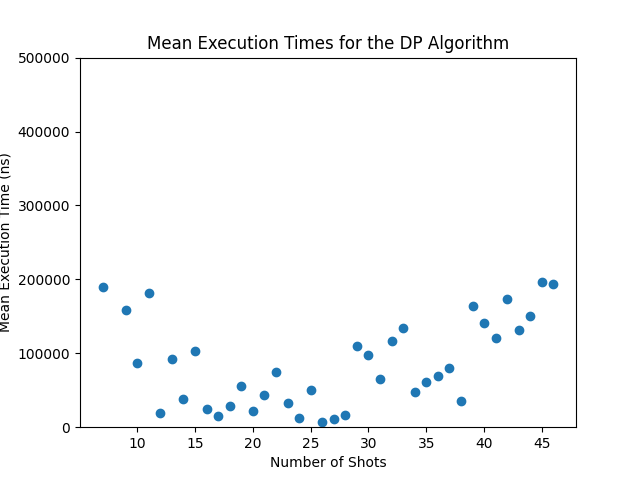 Mean Execution Times for the DP Algorithm
500000
400000
300000
200000
100000
0
Mean Execution Time (ns)
10 15 20 25 30 35 40 45
Number of Shots